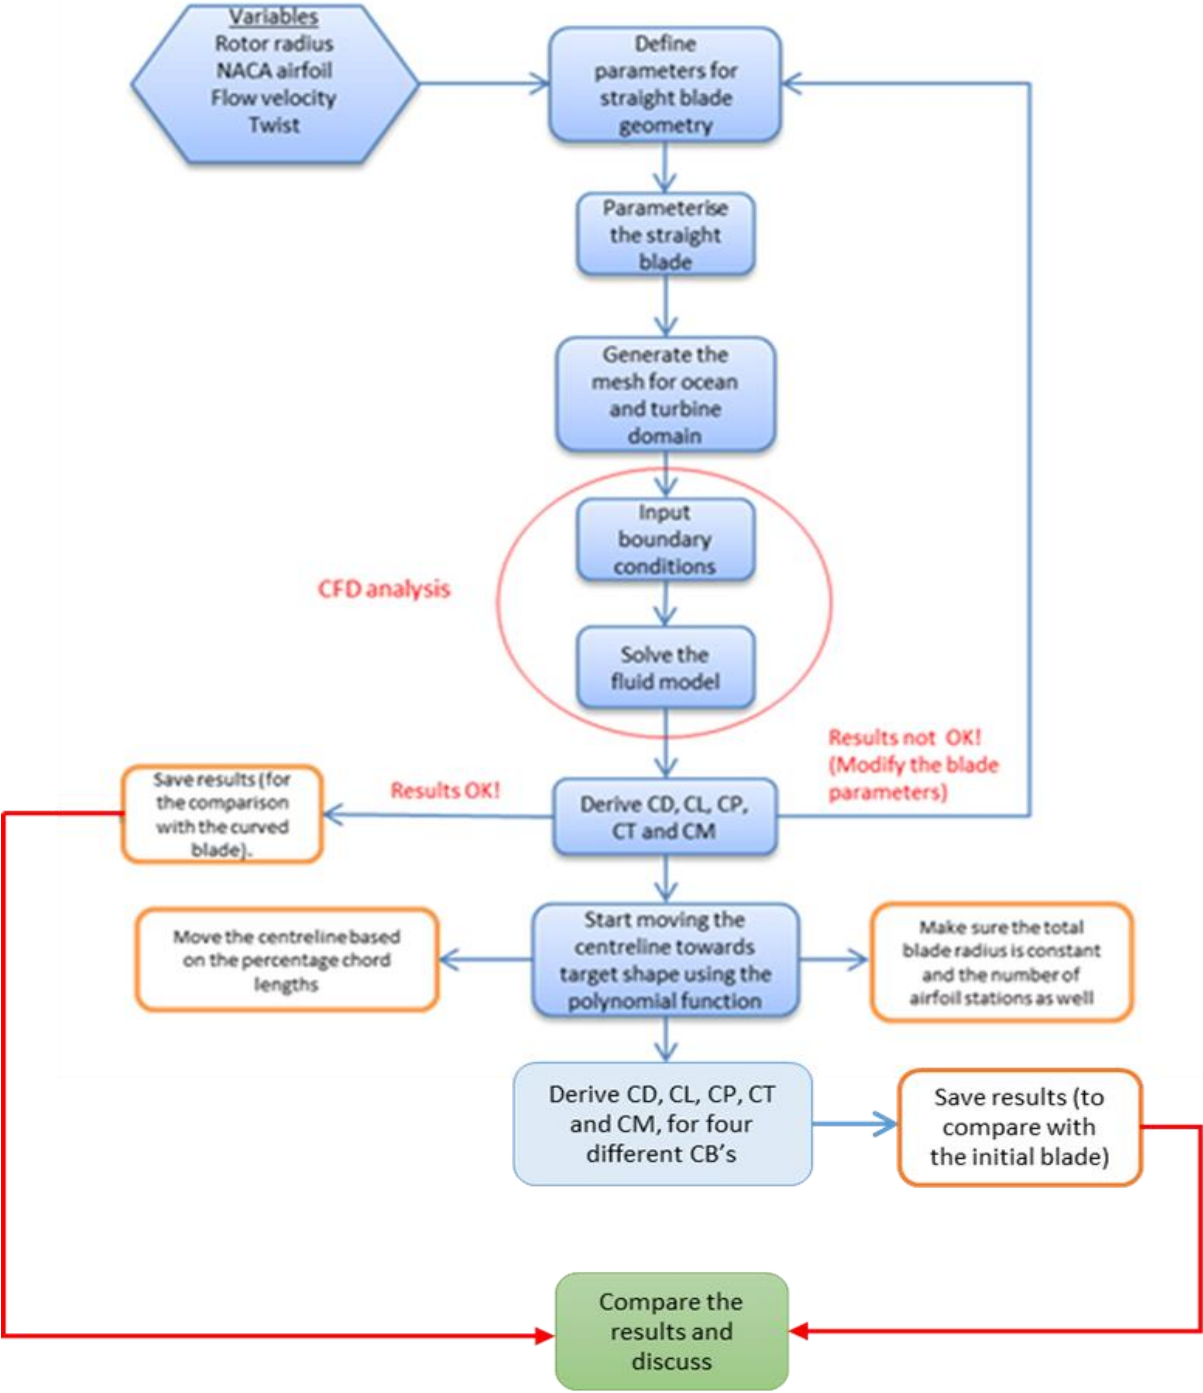 Variables
Rotor radius
NACA airfoil
Flow velocity
Twist
Define
parameters for
straight blade
geometry
Parameterise
the straight
blade
Generate the
mesh for ocean
and turbine
domain
Input
boundary
conditions
CFD analysis
Solve the
fluid model
Results not OK!
(Modify the blade
parameters)
Save results (for
the comparison
with the curved
blade).
Results OK!
Derive CD, CL, CP,
CT and CM
Move the centreline based
on the percentage chord
lengths
Start moving the
centreline towards
target shape using the
polynomial function
Make sure the total
blade radius is constant
and the number of
airfoil stations as well
Derive CD, CL, CP, CT
and CM, for four
different CB's
Save results (to
compare with
the initial blade)
Compare the
results and
discuss